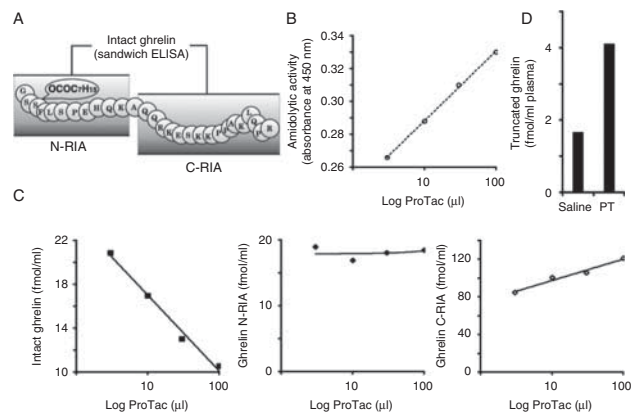 A
Intact ghrelin
(sandwich ELISA)
OCOC7H15
N-RIA
C-RIA
B
Amidolytic activity
(absorbance at 450 nm)
0.34
0.32
0.30
0.28
0.26
10
100
Log ProTac (µl)
D
Truncated ghrelin
(fmol/ml plasma)
4
2
0
Saline
PT
C
Intact ghrelin (fmol/ml)
22
18
14
10
10
100
Log ProTac (µl)
Ghrelin N-RIA (fmol/ml)
20
15
10
5
0
10
100
Log ProTac (µl)
Ghrelin C-RIA (fmol/ml)
160
120
80
40
0
10
100
Log ProTac (µl)